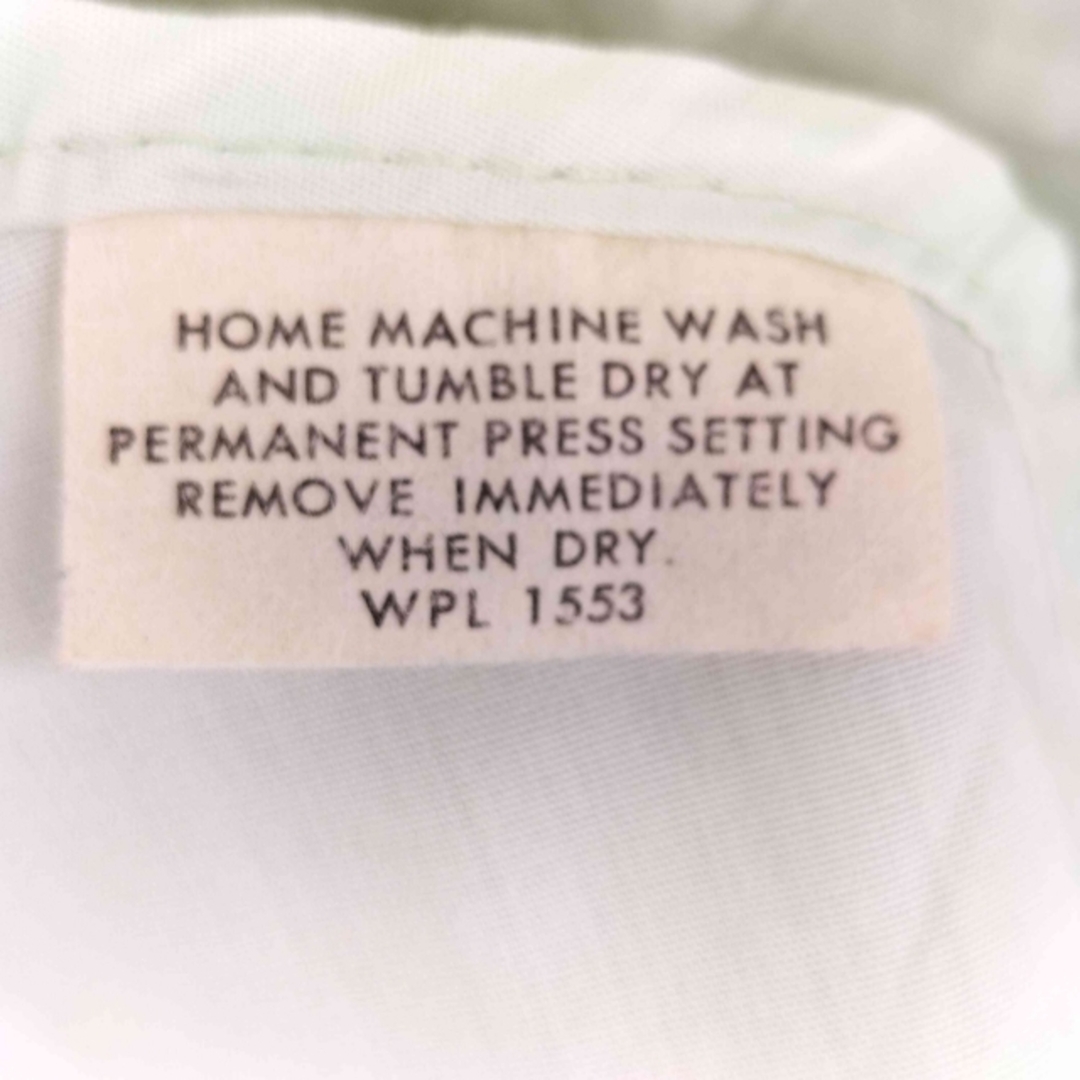 HOME MACHINE WASH
AND TUMBLE DRY AT
PERMANENT PRESS SETTING
REMOVE IMMEDIATELY
WHEN DRY.
WPL 1553